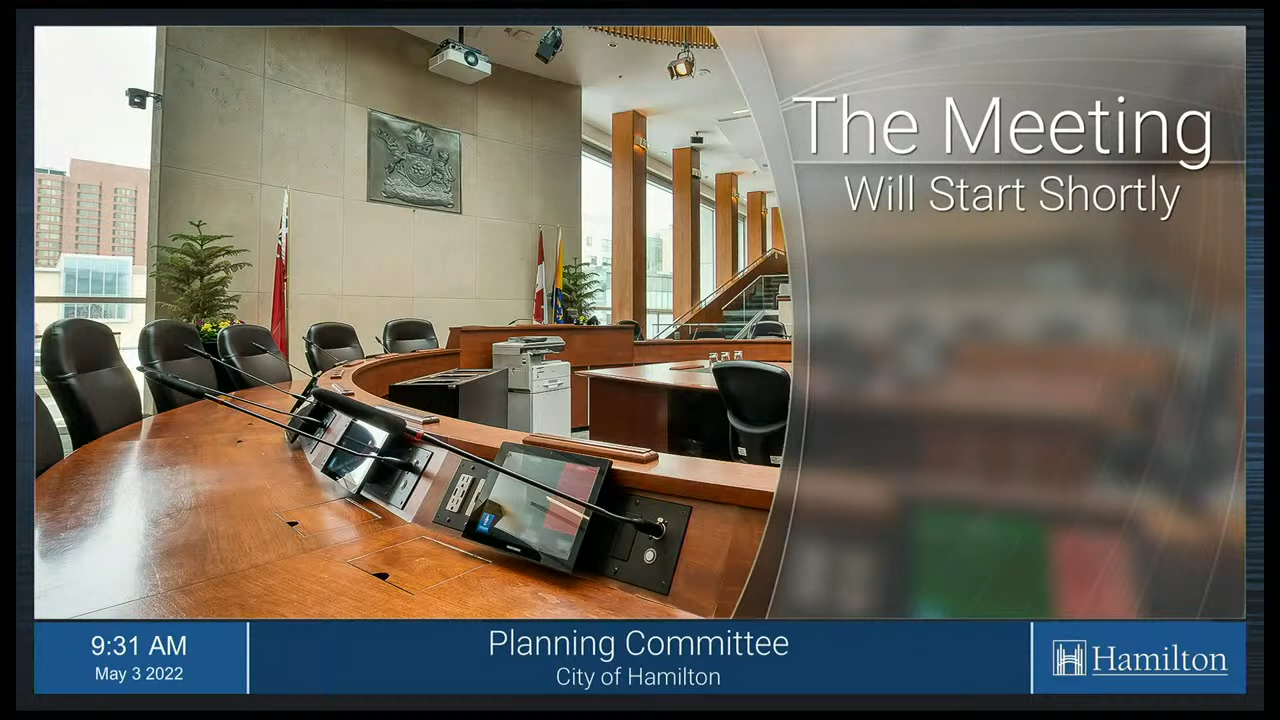 The Meeting
Will Start Shortly
9:31 AM
May 3 2022
Planning Committee
City of Hamilton
Hamilton